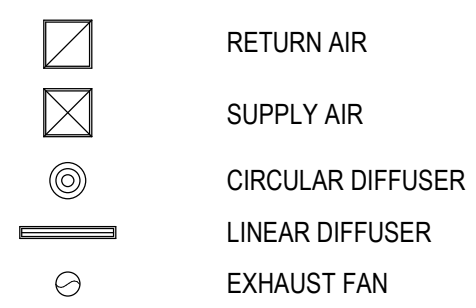 RETURN AIR
SUPPLY AIR
CIRCULAR DIFFUSER
LINEAR DIFFUSER
EXHAUST FAN